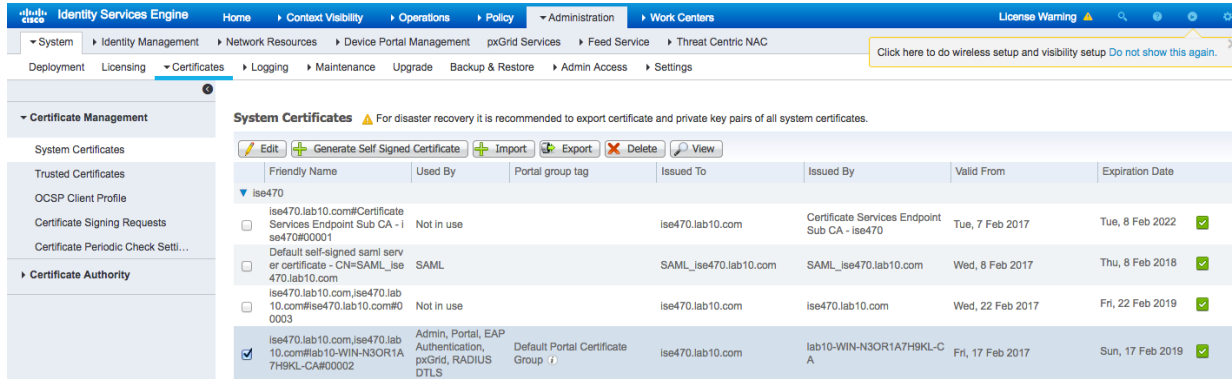 cisco Identity Services Engine Home Context Visibility Operations Policy Administration Work Centers License Warning
System Identity Management Network Resources Device Portal Management pxGrid Services Feed Service Threat Centric NAC
Click here to do wireless setup and visibility setup Do not show this again.
Deployment Licensing Certificates Logging Maintenance Upgrade Backup & Restore Admin Access Settings
Certificate Management
System Certificates
Trusted Certificates
OCSP Client Profile
Certificate Signing Requests
Certificate Periodic Check Setti...
Certificate Authority
System Certificates For disaster recovery it is recommended to export certificate and private key pairs of all system certificates.
Edit Generate Self Signed Certificate Import Export Delete View
Friendly Name Used By Portal group tag Issued To Issued By Valid From Expiration Date
ise470
ise470.lab10.com#Certificate
Services Endpoint Sub CA - i
se470#00001
Not in use
ise470.lab10.com
Certificate Services Endpoint
Sub CA - ise470
Tue, 7 Feb 2017
Tue, 8 Feb 2022
Default self-signed saml serv
er certificate - CN=SAML_ise
470.lab10.com
SAML
SAML_ise470.lab10.com
SAML_ise470.lab10.com
Wed, 8 Feb 2017
Thu, 8 Feb 2018
ise470.lab10.com,ise470.lab
10.com#ise470.lab10.com#0
0003
Not in use
ise470.lab10.com
ise470.lab10.com
Wed, 22 Feb 2017
Fri, 22 Feb 2019
ise470.lab10.com,ise470.lab
10.com#lab10-WIN-N3OR1A
7H9KL-CA#00002
Admin, Portal, EAP
Authentication,
pxGrid, RADIUS
DTLS
Default Portal Certificate
Group
ise470.lab10.com
lab10-WIN-N3OR1A7H9KL-C
A
Fri, 17 Feb 2017
Sun, 17 Feb 2019